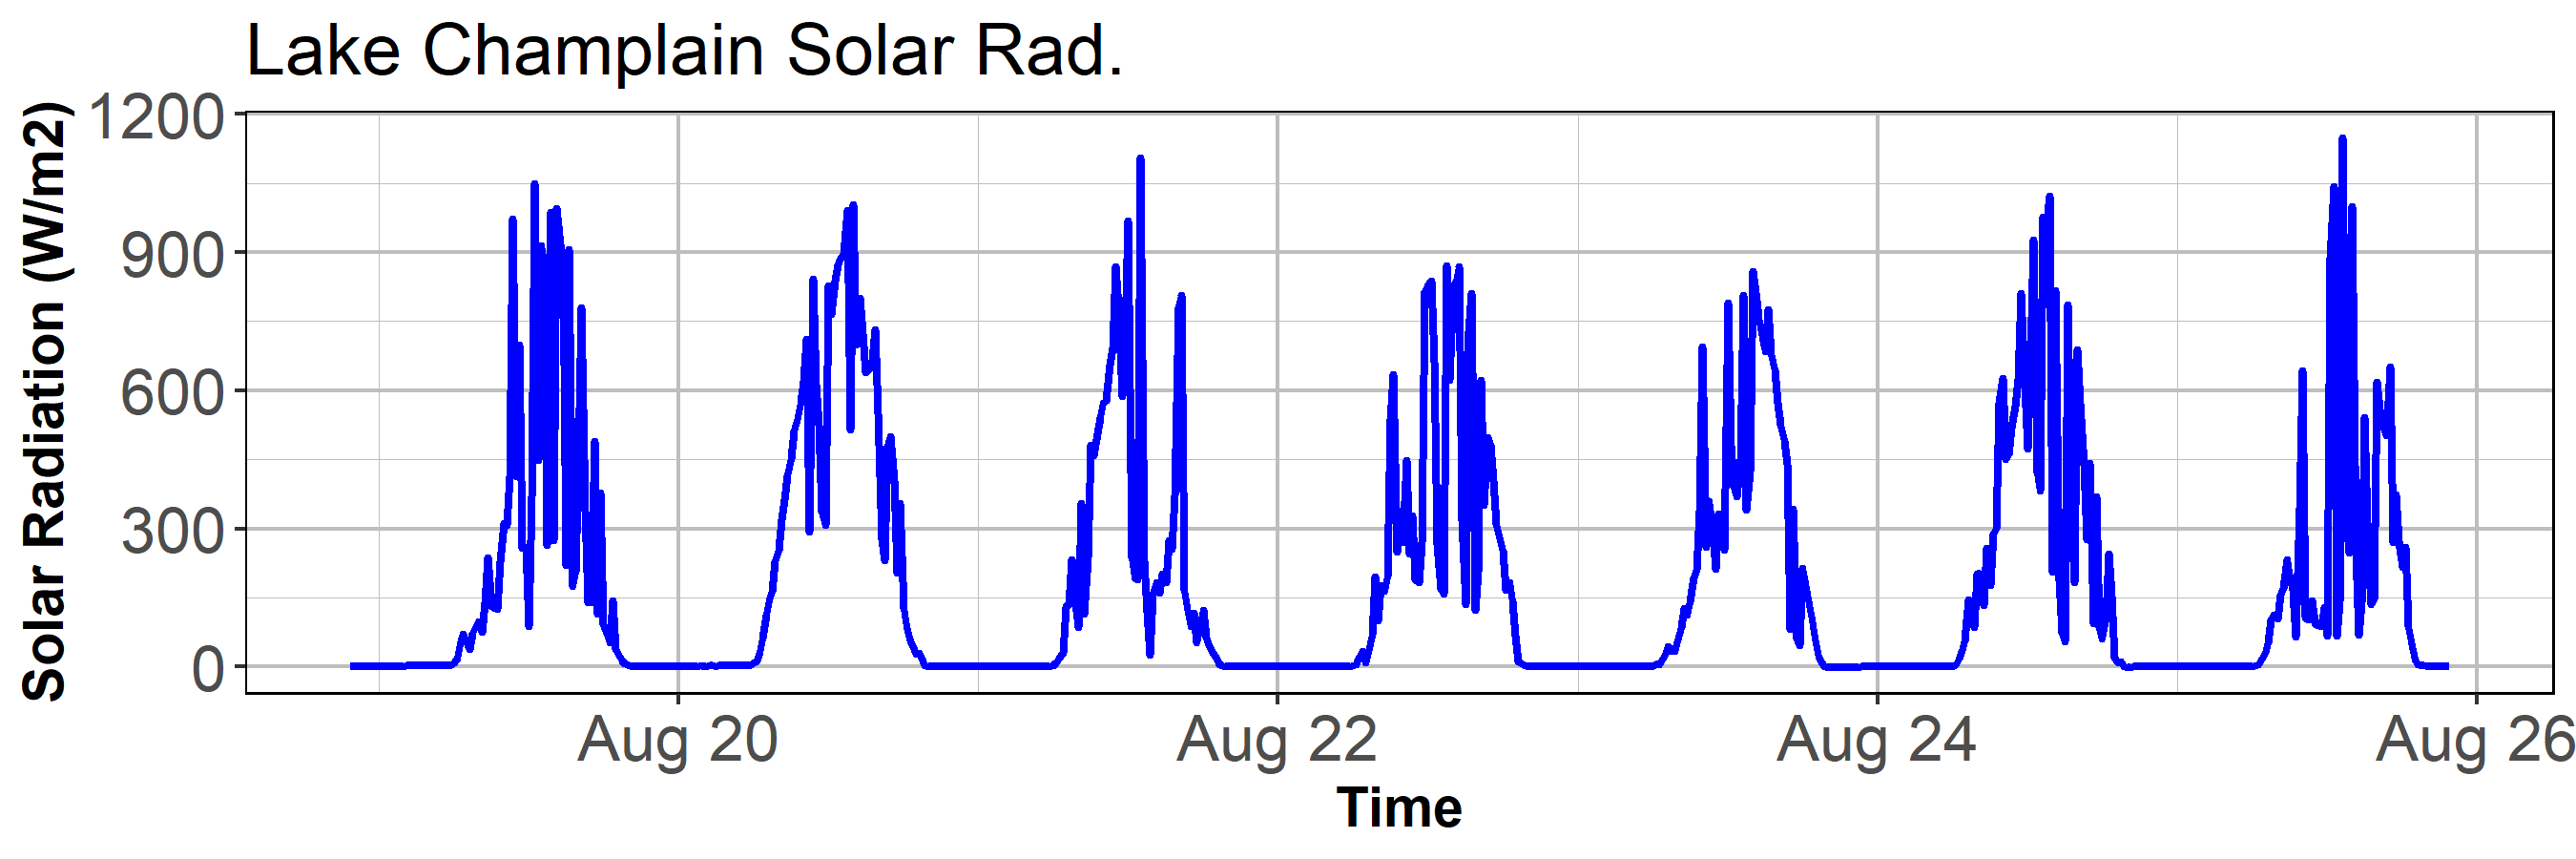 Lake Champlain Solar Rad.
Solar Radiation (W/m2)
1200
900
600
300
0
Aug 20 Aug 22 Aug 24 Aug 26
Time